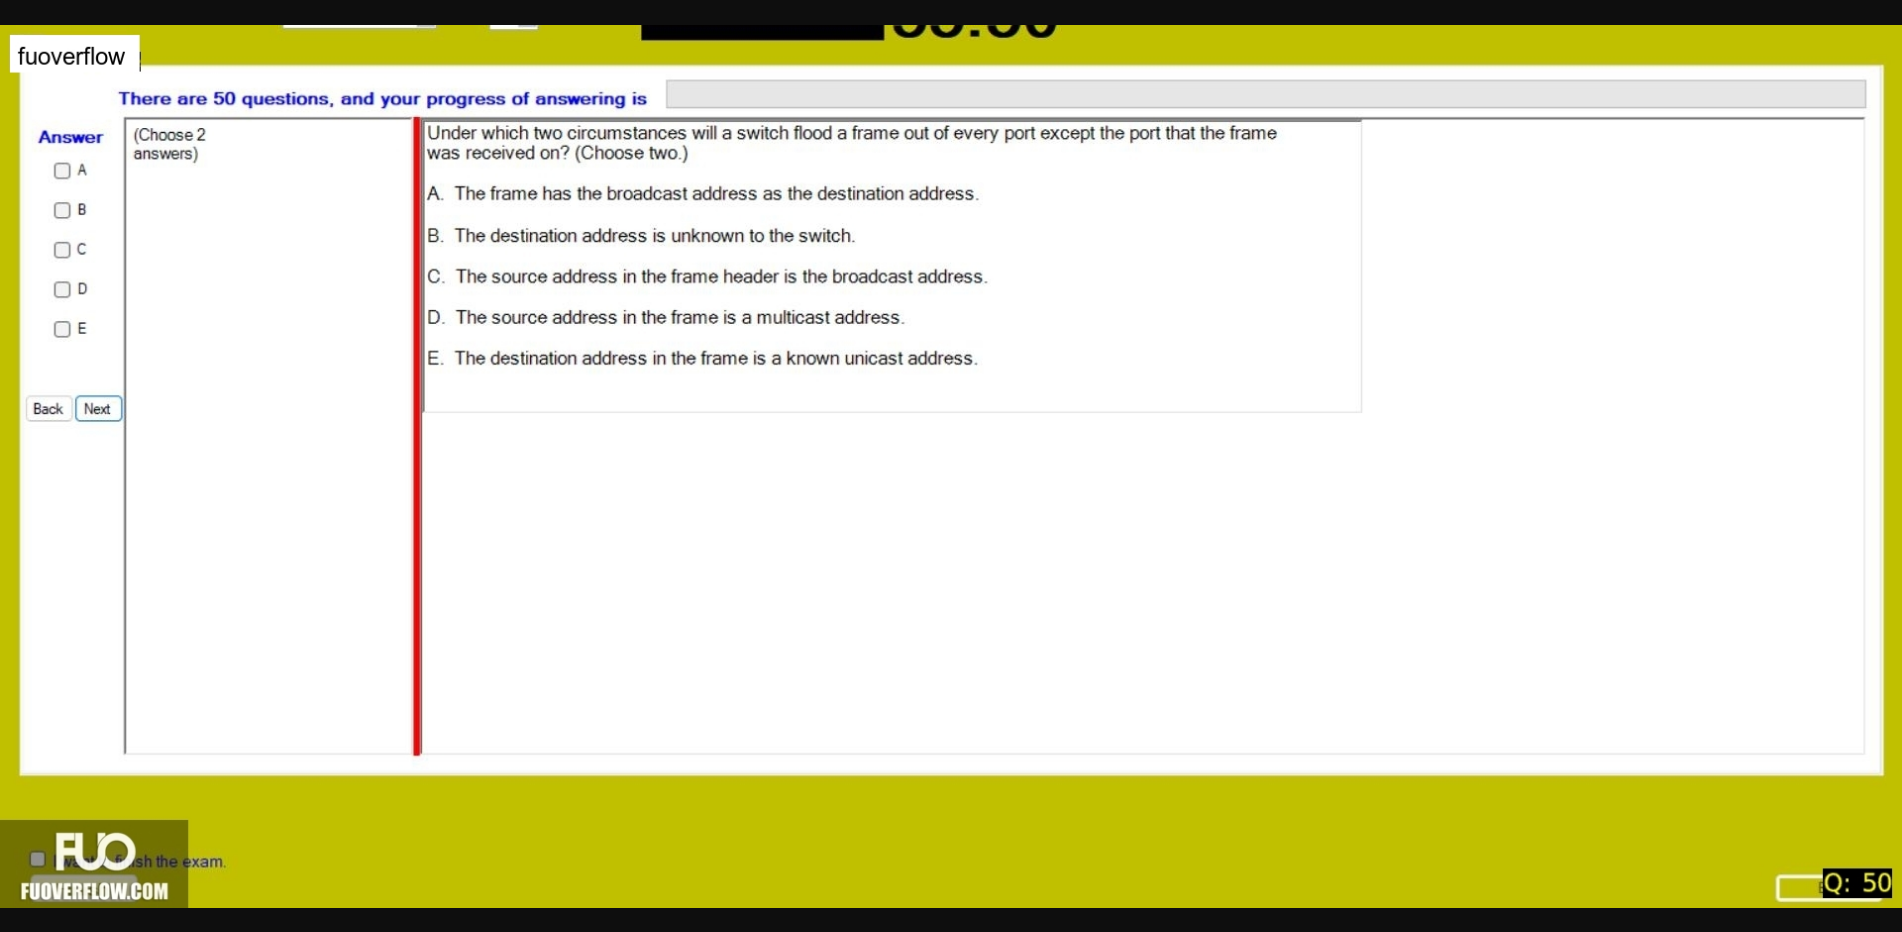 fuoverflow
There are 50 questions, and your progress of answering is
Answer
(Choose 2
answers)
A
B
C
D
E
Back
Next
Under which two circumstances will a switch flood a frame out of every port except the port that the frame
was received on? (Choose two.)
A. The frame has the broadcast address as the destination address.
B. The destination address is unknown to the switch.
C. The source address in the frame header is the broadcast address.
D. The source address in the frame is a multicast address.
E. The destination address in the frame is a known unicast address.
FUO
sh the exam.
FUOVERFLOW.COM
Q: 50